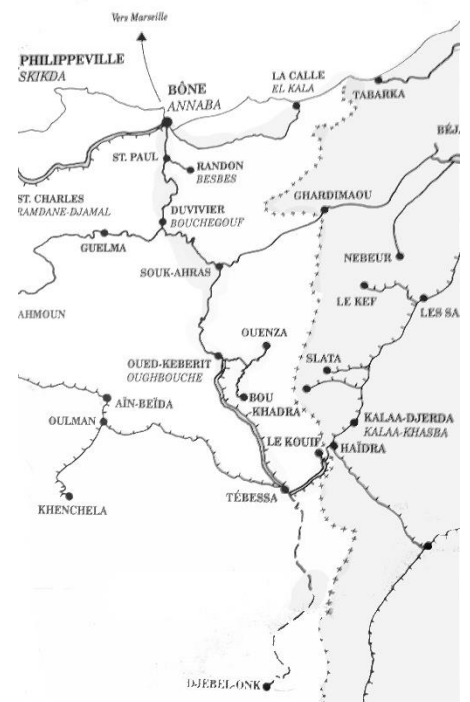 Vers Marseille
PHILIPPEVILLE
SKIKDA
BÔNE
ANNABA
LA CALLE
EL KALA
TABARKA
BÉJA
ST. PAUL
RANDON
BESBES
ST. CHARLES
RAMDANE-DJAMAL
GHARDIMAOU
DUVIVIER
BOUCHEGOUF
GUELMA
NEBEUR
SOUK-AHRAS
LE KEF
AHMOUN
LES SA
OUENZA
SLATA
OUED-KEBERIT
OUGHBOUCHE
AÏN-BEÏDA
BOU
KHADRA
KALAA-DJERDA
KALAA-KHASBA
OULMAN
LE KOUIF
HAÏDRA
TÉBESSA
KHENCHELA
DJEBEL-ONK